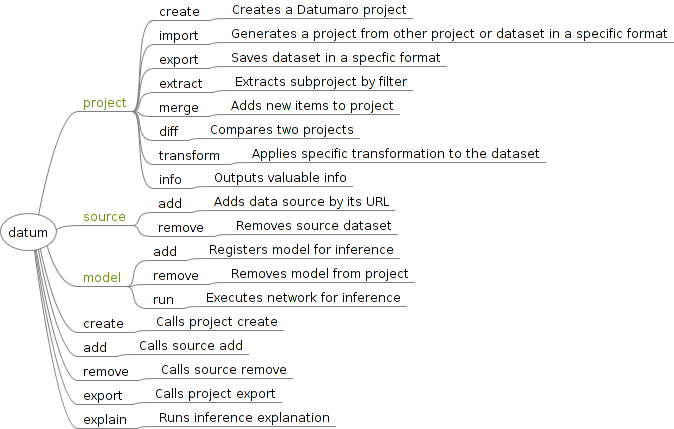 datum
project
create Creates a Datumaro project
import Generates a project from other project or dataset in a specific format
export Saves dataset in a specfic format
extract Extracts subproject by filter
merge Adds new items to project
diff Compares two projects
transform Applies specific transformation to the dataset
info Outputs valuable info
source
add Adds data source by its URL
remove Removes source dataset
model
add Registers model for inference
remove Removes model from project
run Executes network for inference
create Calls project create
add Calls source add
remove Calls source remove
export Calls project export
explain Runs inference explanation